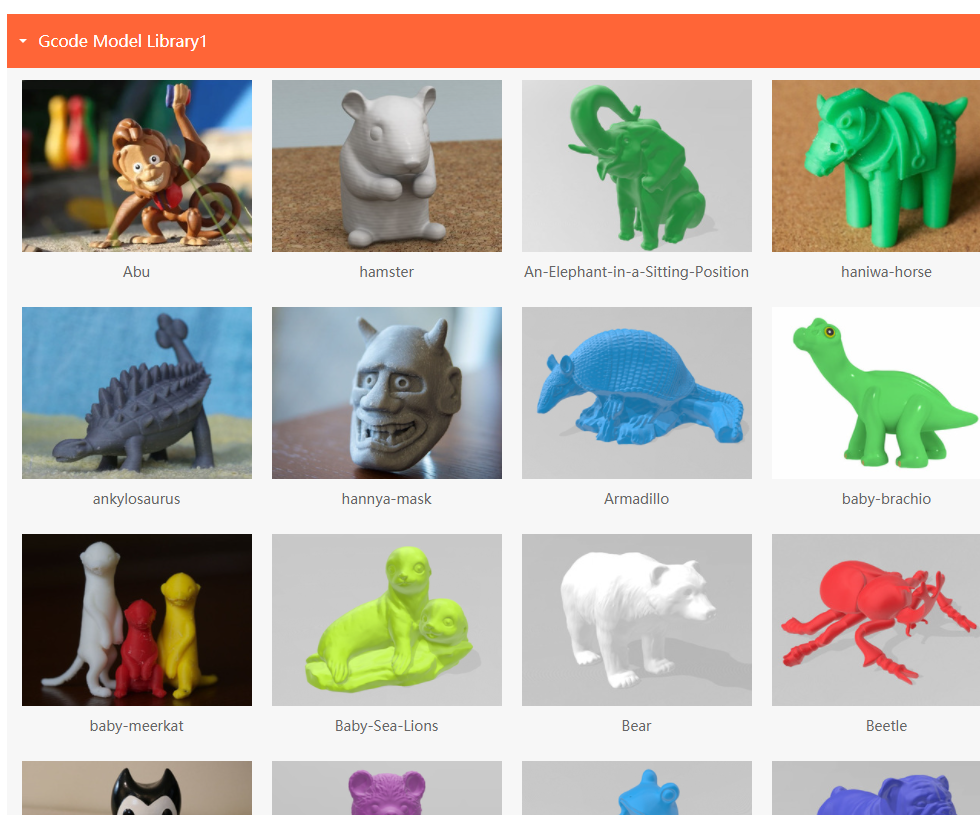 Gcode Model Library1
Abu
hamster
An-Elephant-in-a-Sitting-Position
haniwa-horse
ankylosaurus
hannya-mask
Armadillo
baby-brachio
baby-meerkat
Baby-Sea-Lions
Bear
Beetle